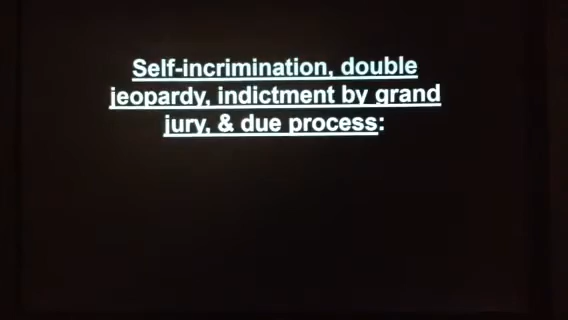 Self-incrimination, double
jeopardy, indictment by grand
jury, & due process: